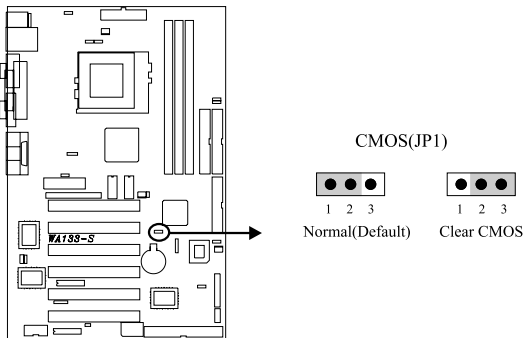 CMOS(JP1)
1 2 3
1 2 3
Normal(Default)
Clear CMOS
WA133-S